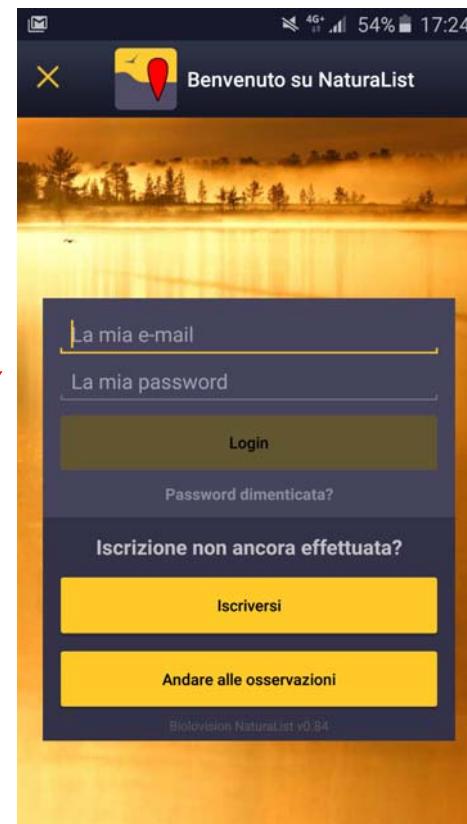 4G+ 54% 17:24
Benvenuto su NaturaList
La mia e-mail
La mia password
Login
Password dimenticata?
Iscrizione non ancora effettuata?
Iscriversi
Andare alle osservazioni
Biolovision NaturaList v0.84